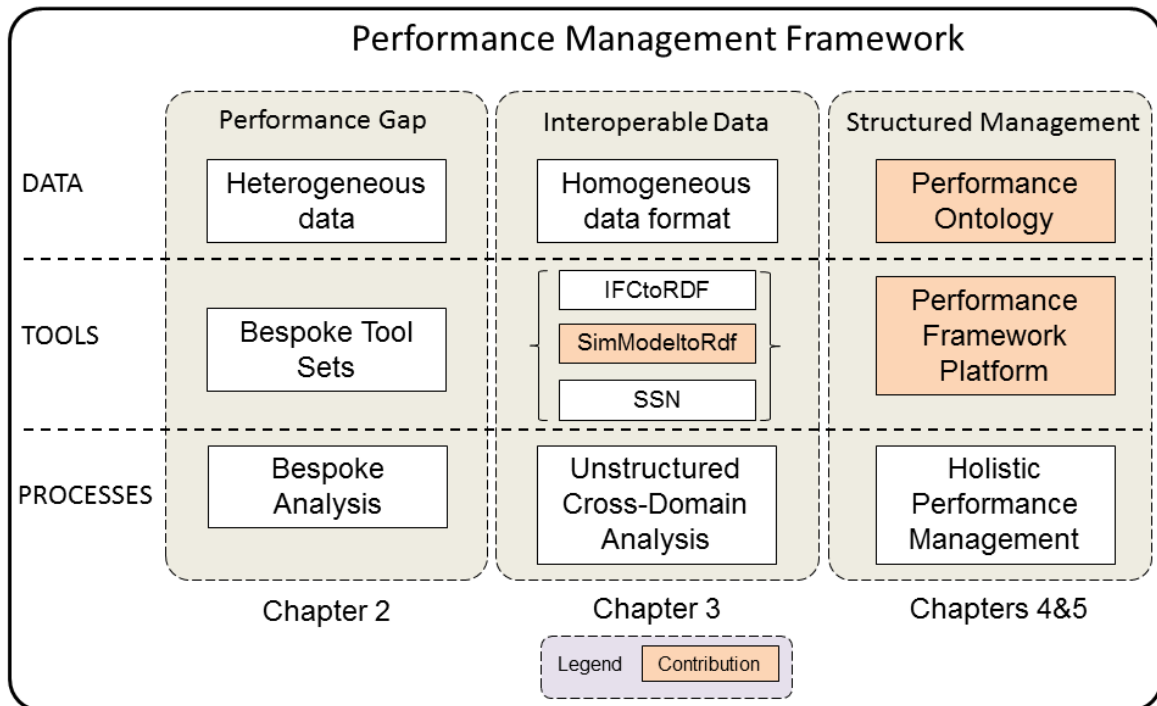 Performance Management Framework
Performance Gap
Interoperable Data
Structured Management
DATA
Heterogeneous
data
Homogeneous
data format
Performance
Ontology
TOOLS
Bespoke Tool
Sets
IFCtoRDF
SimModeltoRdf
SSN
Performance
Framework
Platform
PROCESSES
Bespoke
Analysis
Unstructured
Cross-Domain
Analysis
Holistic
Performance
Management
Chapter 2
Chapter 3
Chapters 4&5
Legend
Contribution